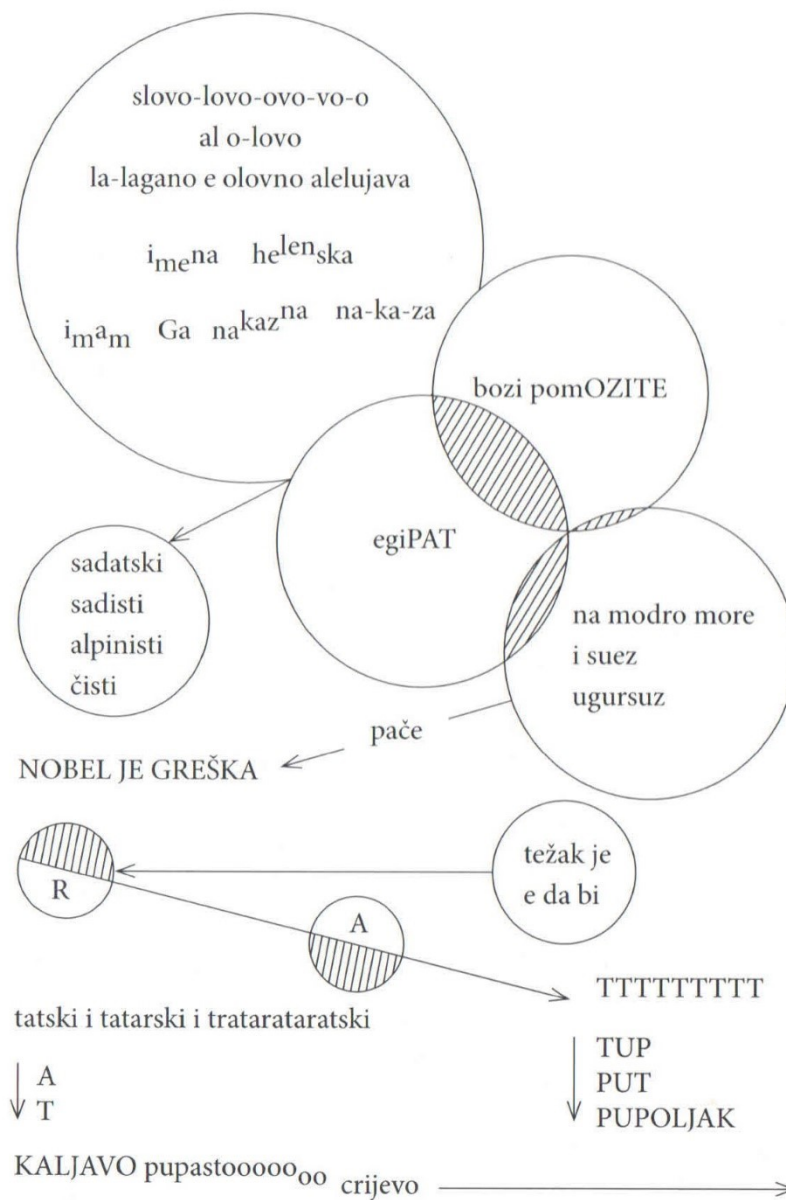 slovo-lovo-ovo-vo-o
al o-lovo
la-lagano e olovno alelujava
imena helenska
imam Ga nakazna na-ka-za
bozi pomOZITE
egiPAT
sadatski
sadisti
alpinisti
čisti
na modro more
i suez
ugursuz
pače
NOBEL JE GREŠKA
težak je
e da bi
R
A
TTTTTTTTT
tatski i tatarski i tratarataratski
TUP
PUT
PUPOLJAK
A
T
KALJAVO pupastooooooo crijevo